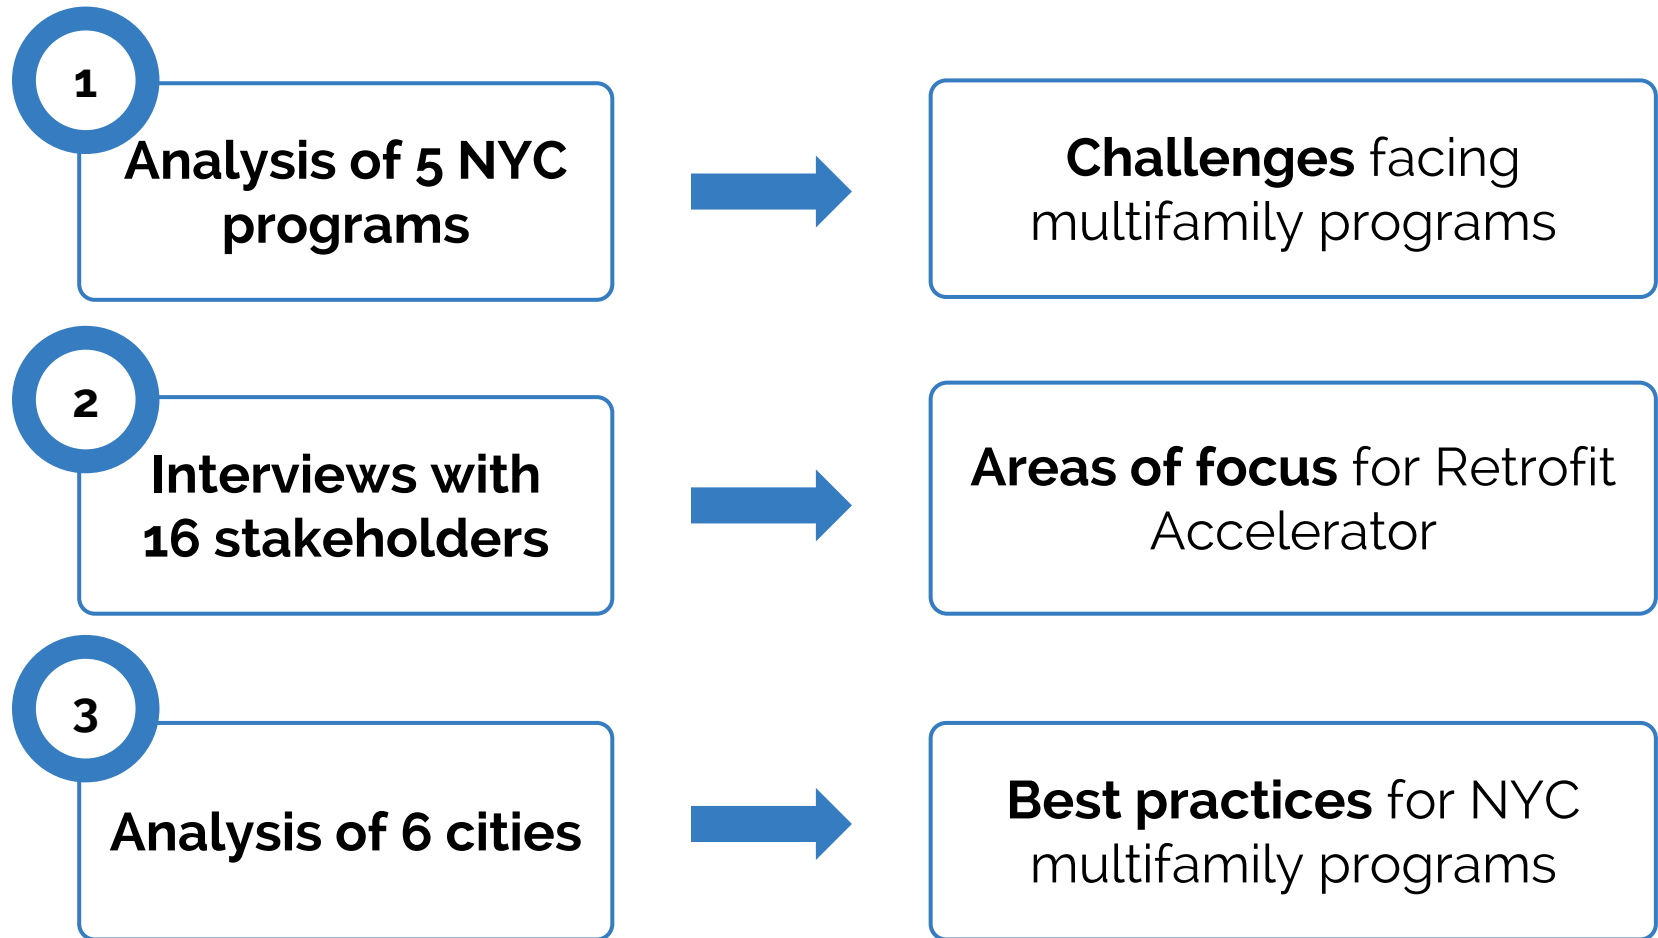 1
Analysis of 5 NYC
programs
Challenges facing
multifamily programs
2
Interviews with
16 stakeholders
Areas of focus for Retrofit
Accelerator
3
Analysis of 6 cities
Best practices for NYC
multifamily programs